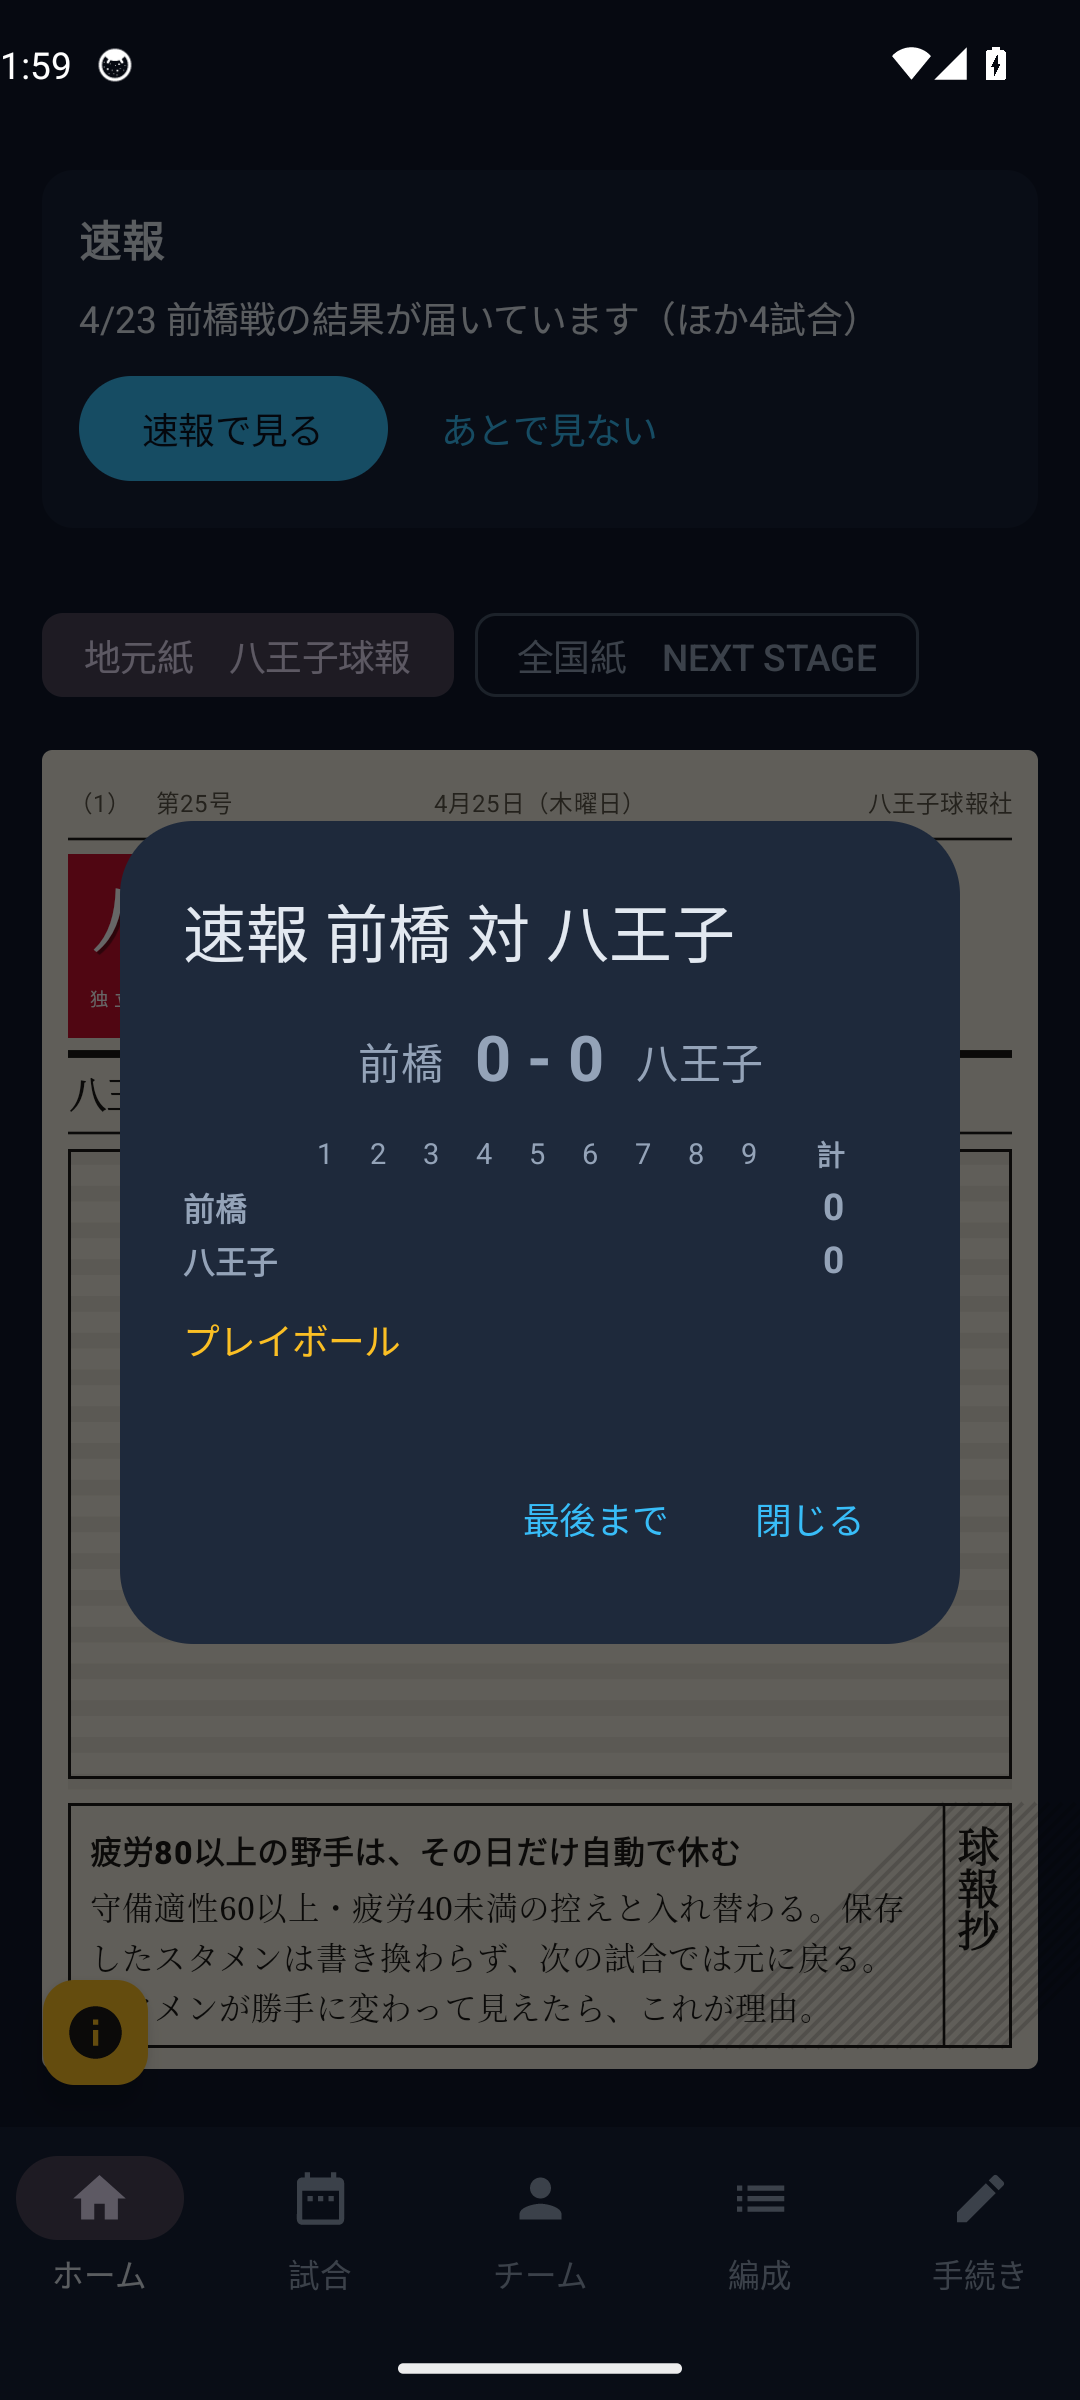 1:59
速報
4/23 前橋戦の結果が届いています（ほか4試合）
速報で見る
あとで見ない
地元紙　八王子球報
全国紙　NEXT STAGE
（1）　第25号
4月25日（木曜日）
八王子球報社
速報 前橋 対 八王子
前橋 0 - 0 八王子
1 2 3 4 5 6 7 8 9 計
前橋 0
八王子 0
プレイボール
最後まで
閉じる
疲労80以上の野手は、その日だけ自動で休む
守備適性60以上・疲労40未満の控えと入れ替わる。保存
したスタメンは書き換わらず、次の試合では元に戻る。
メンが勝手に変わって見えたら、これが理由。
球報抄
ホーム
試合
チーム
編成
手続き